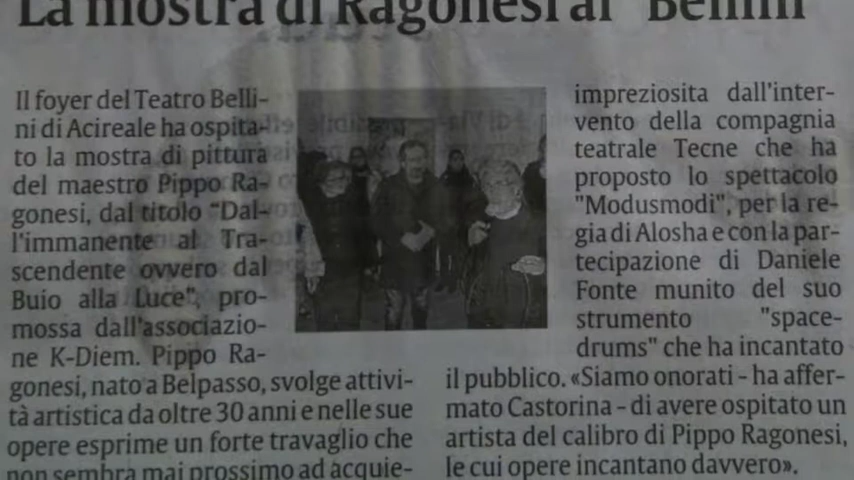 La mostra di Ragonesi al "Bellini"
Il foyer del Teatro Belli-
ni di Acireale ha ospita-
to la mostra di pittura
del maestro Pippo Ra-
gonesi, dal titolo "Dal-
l'immanente al Tra-
scendente ovvero dal
Buio alla Luce", pro-
mossa dall'associazio-
ne K-Diem. Pippo Ra-
gonesi, nato a Belpasso, svolge attivi-
tà artistica da oltre 30 anni e nelle sue
opere esprime un forte travaglio che
non sembra mai prossimo ad acquie-
impreziosita dall'inter-
vento della compagnia
teatrale Tecne che ha
proposto lo spettacolo
"Modusmodi", per la re-
gia di Alosha e con la par-
tecipazione di Daniele
Fonte munito del suo
strumento "space-
drums" che ha incantato
il pubblico. «Siamo onorati - ha affer-
mato Castorina - di avere ospitato un
artista del calibro di Pippo Ragonesi,
le cui opere incantano davvero».